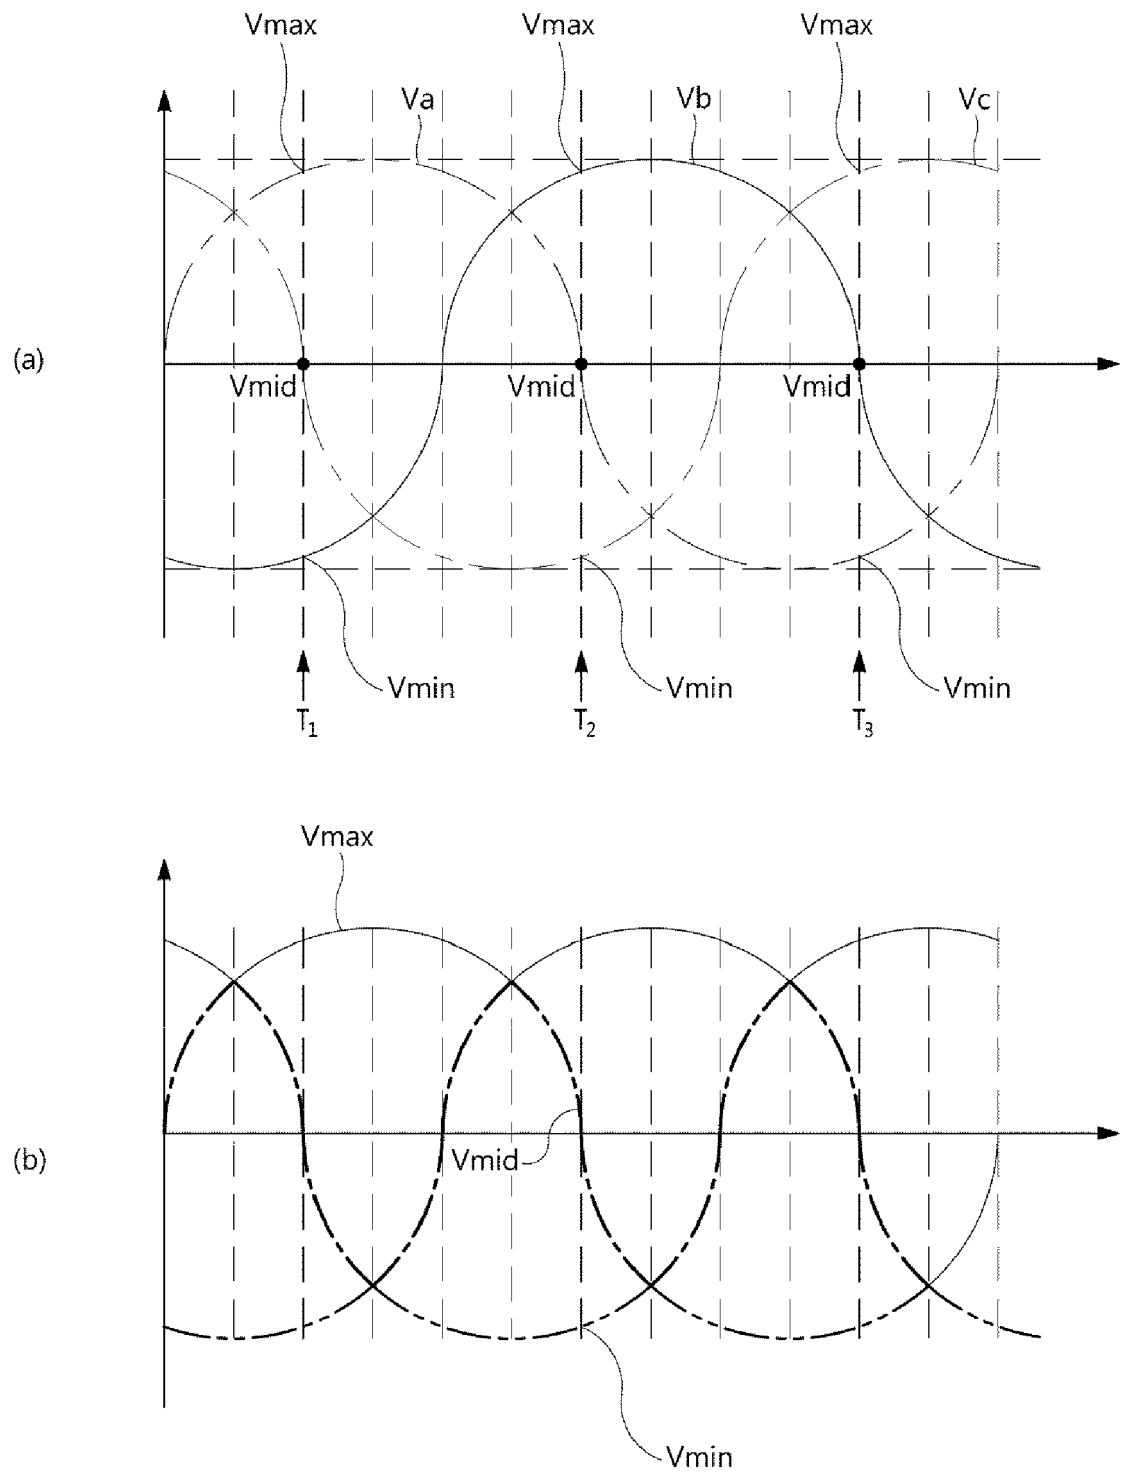 Vmax Vmax Vmax
Va Vb Vc
(a)
Vmid Vmid Vmid
Vmin Vmin Vmin
T1 T2 T3
Vmax
(b)
Vmid
Vmin